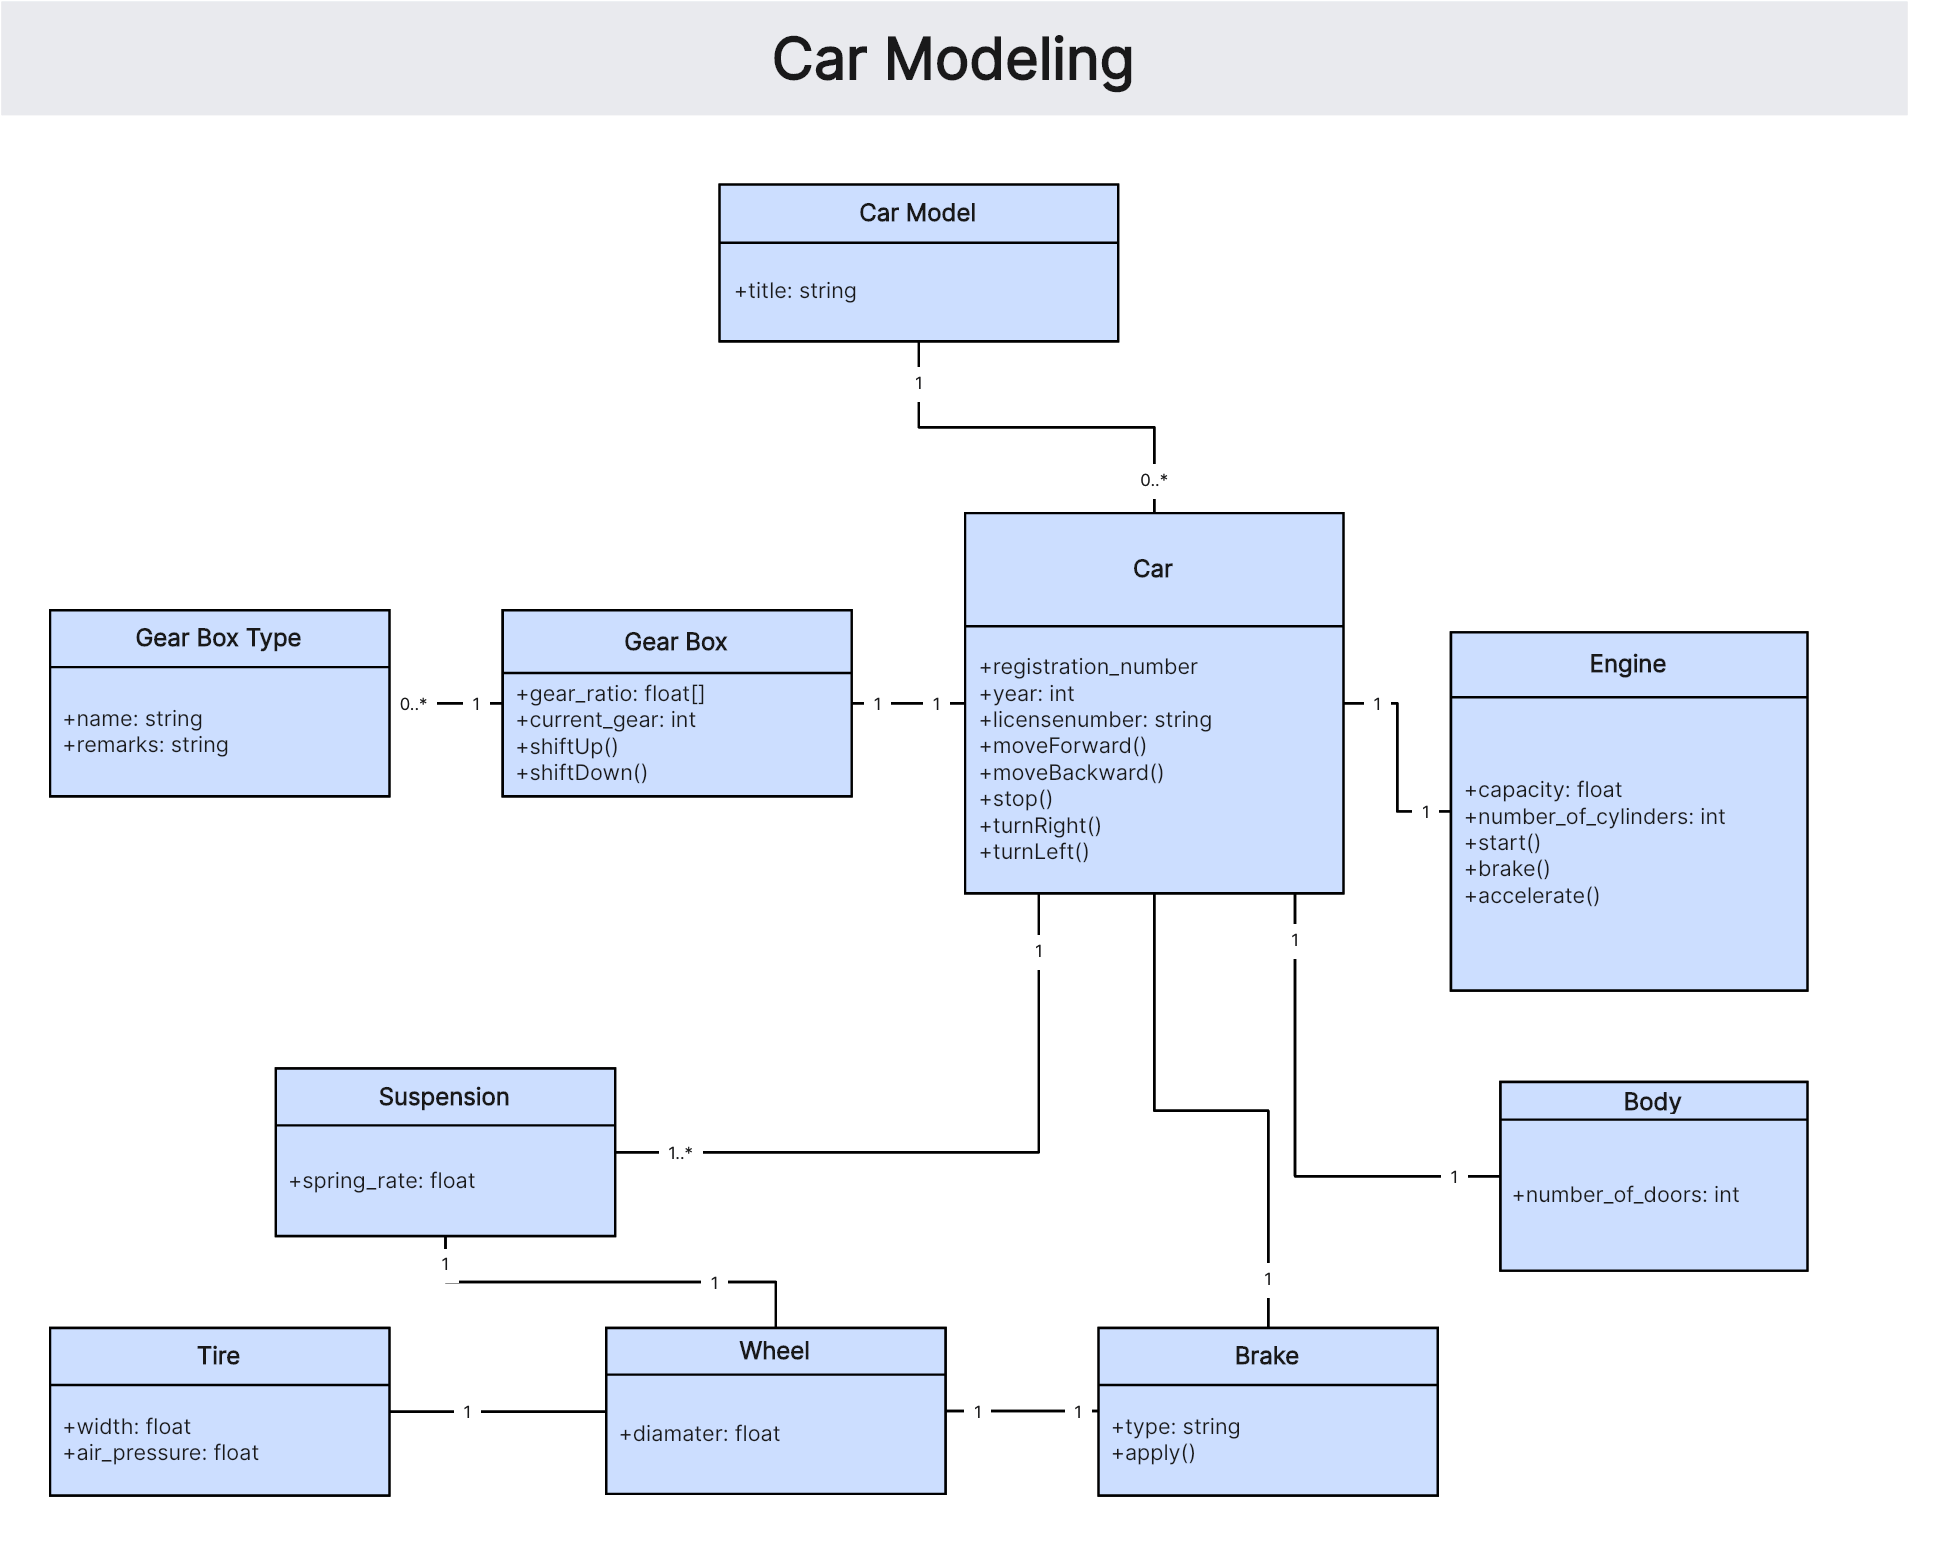 Car Modeling
Car Model
+title: string
1
0..*
Car
+registration_number
+year: int
+licensenumber: string
+moveForward()
+moveBackward()
+stop()
+turnRight()
+turnLeft()
Gear Box Type
+name: string
+remarks: string
0..*
1
Gear Box
+gear_ratio: float[]
+current_gear: int
+shiftUp()
+shiftDown()
1
1
1
1
Engine
+capacity: float
+number_of_cylinders: int
+start()
+brake()
+accelerate()
1
1
Suspension
+spring_rate: float
1..*
1
Body
+number_of_doors: int
1
1
1
Tire
+width: float
+air_pressure: float
1
Wheel
+diamater: float
1
1
Brake
+type: string
+apply()